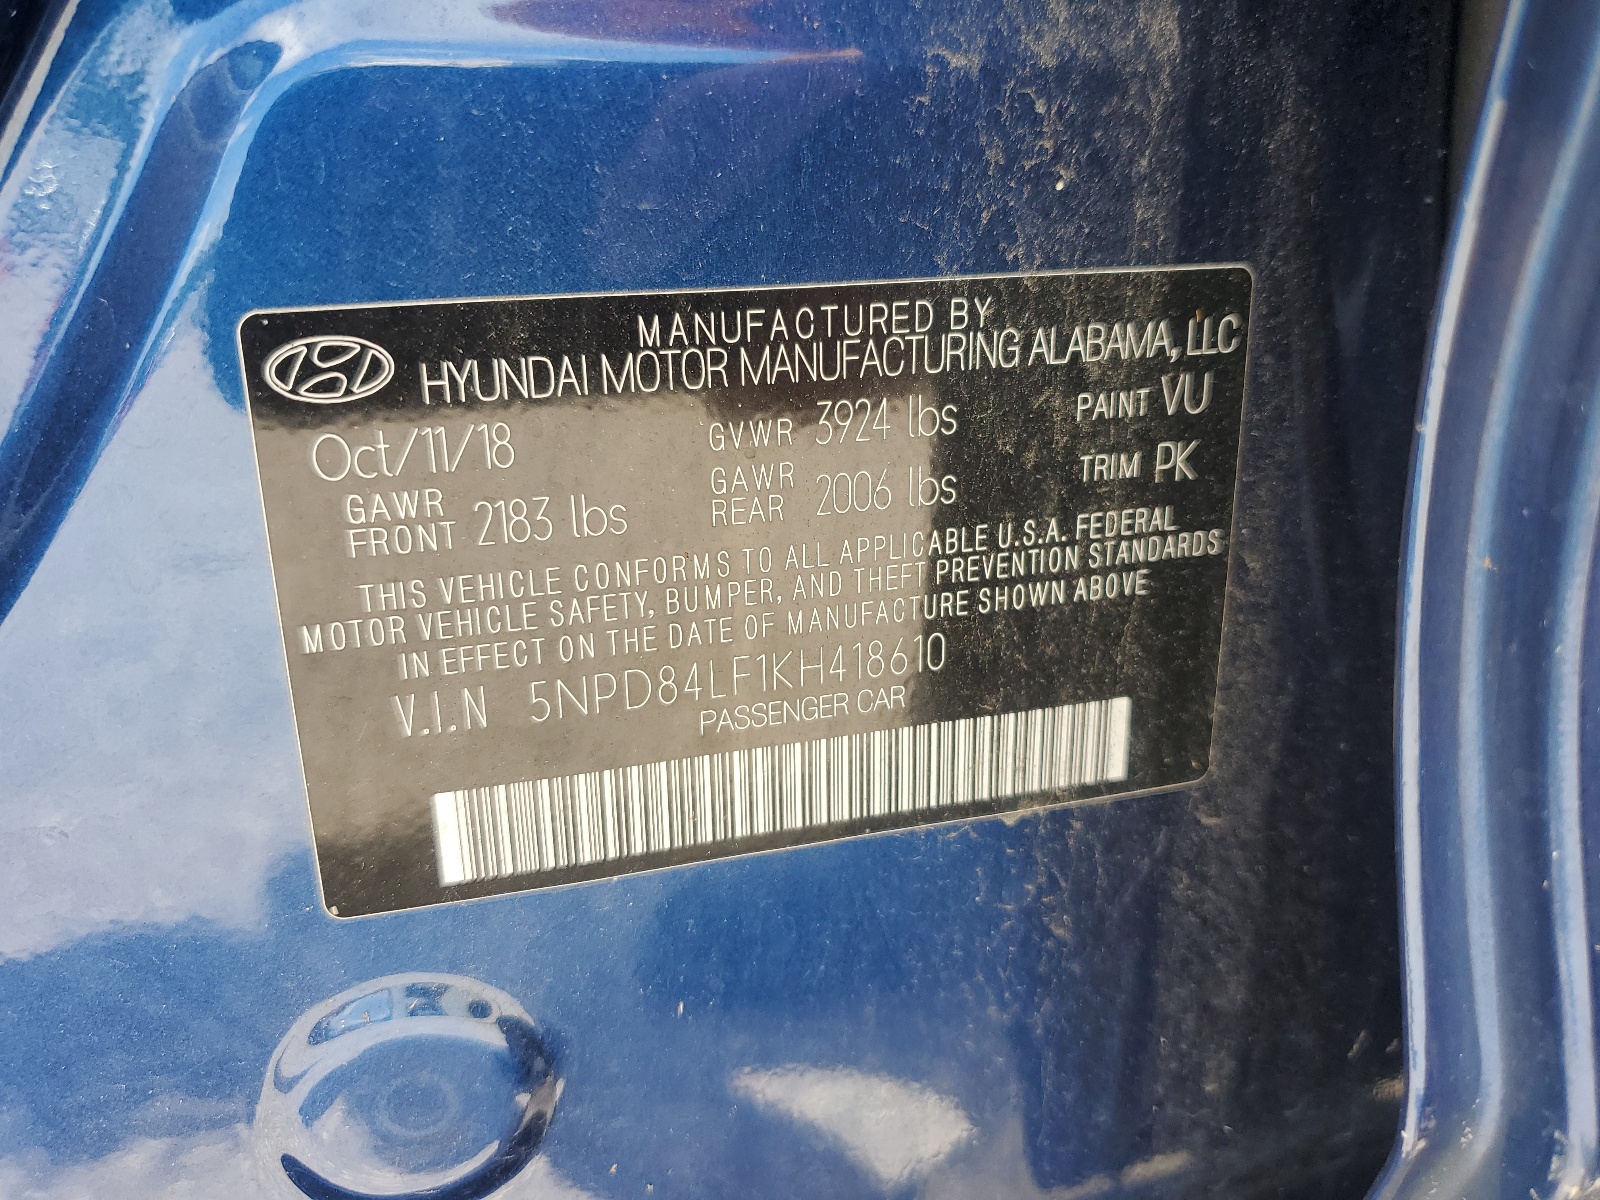 MANUFACTURED BY
HYUNDAI MOTOR MANUFACTURING ALABAMA, LLC
Oct/11/18 GVWR 3924 lbs PAINT VU
GAWR FRONT 2183 lbs GAWR REAR 2006 lbs TRIM PK
THIS VEHICLE CONFORMS TO ALL APPLICABLE U.S.A. FEDERAL
MOTOR VEHICLE SAFETY, BUMPER, AND THEFT PREVENTION STANDARDS
IN EFFECT ON THE DATE OF MANUFACTURE SHOWN ABOVE
V.I.N 5NPD84LF1KH418610
PASSENGER CAR